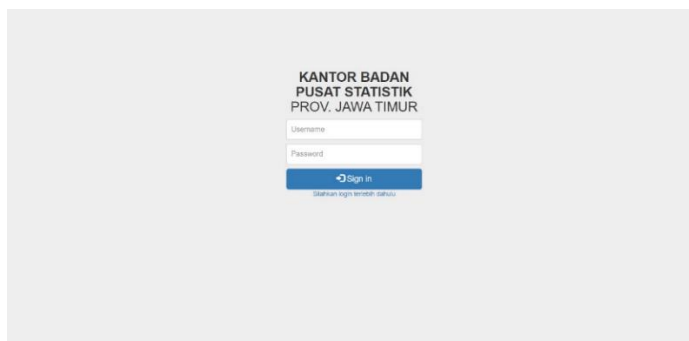 KANTOR BADAN
PUSAT STATISTIK
PROV. JAWA TIMUR
Username
Password
Sign in
Silahkan login terlebih dahulu